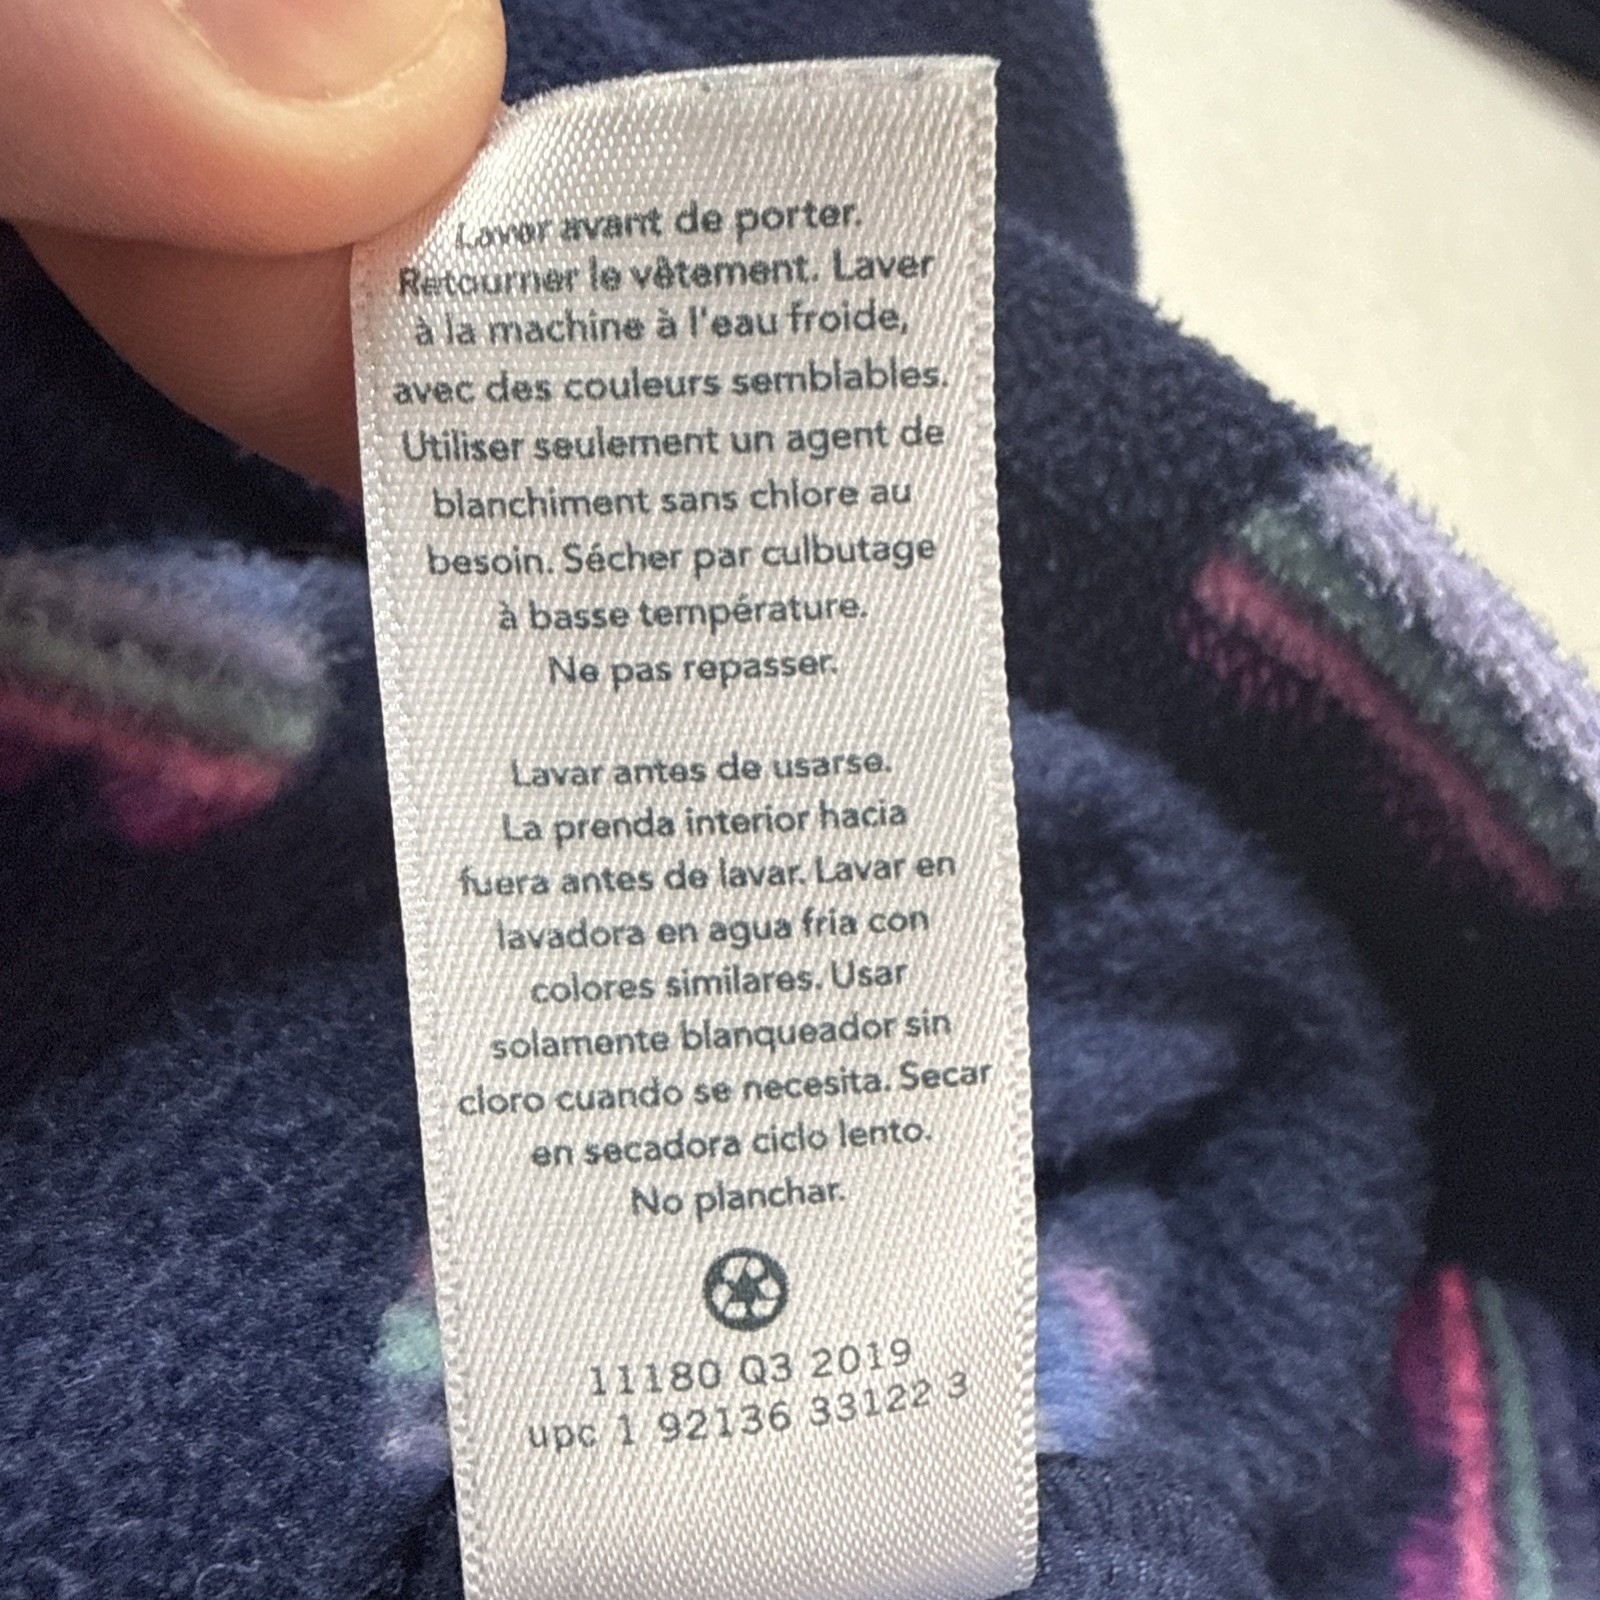 Laver avant de porter.
Retourner le vêtement. Laver
à la machine à l'eau froide,
avec des couleurs semblables.
Utiliser seulement un agent de
blanchiment sans chlore au
besoin. Sécher par culbutage
à basse température.
Ne pas repasser.
Lavar antes de usarse.
La prenda interior hacia
fuera antes de lavar. Lavar en
lavadora en agua fria con
colores similares. Usar
solamente blanqueador sin
cloro cuando se necesita. Secar
en secadora ciclo lento.
No planchar.
11180 Q3 2019
upc 1 92136 33122 3